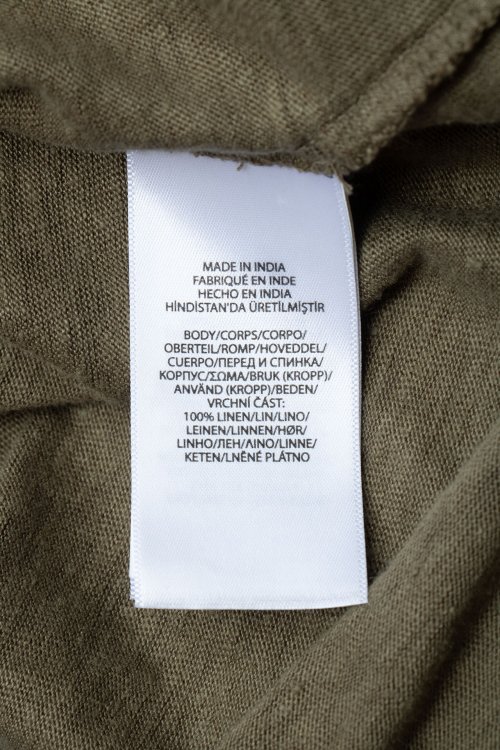 MADE IN INDIA
FABRIQUÉ EN INDE
HECHO EN INDIA
HİNDİSTAN'DA ÜRETİLMİŞTİR
BODY/CORPS/CORPO/
OBERTEIL/ROMP/HOVEDDEL/
CUERPO/ПЕРЕД И СПИНКА/
КОРПУС/ΣΩΜΑ/BRUK (KROPP)/
ANVÄND (KROPP)/BEDEN/
VRCHNÍ ČÁST:
100% LINEN/LIN/LINO/
LEINEN/LINNEN/HØR/
LINHO/ЛЕН/ΛΙΝΟ/LINNE/
KETEN/LNĚNÉ PLÁTNO